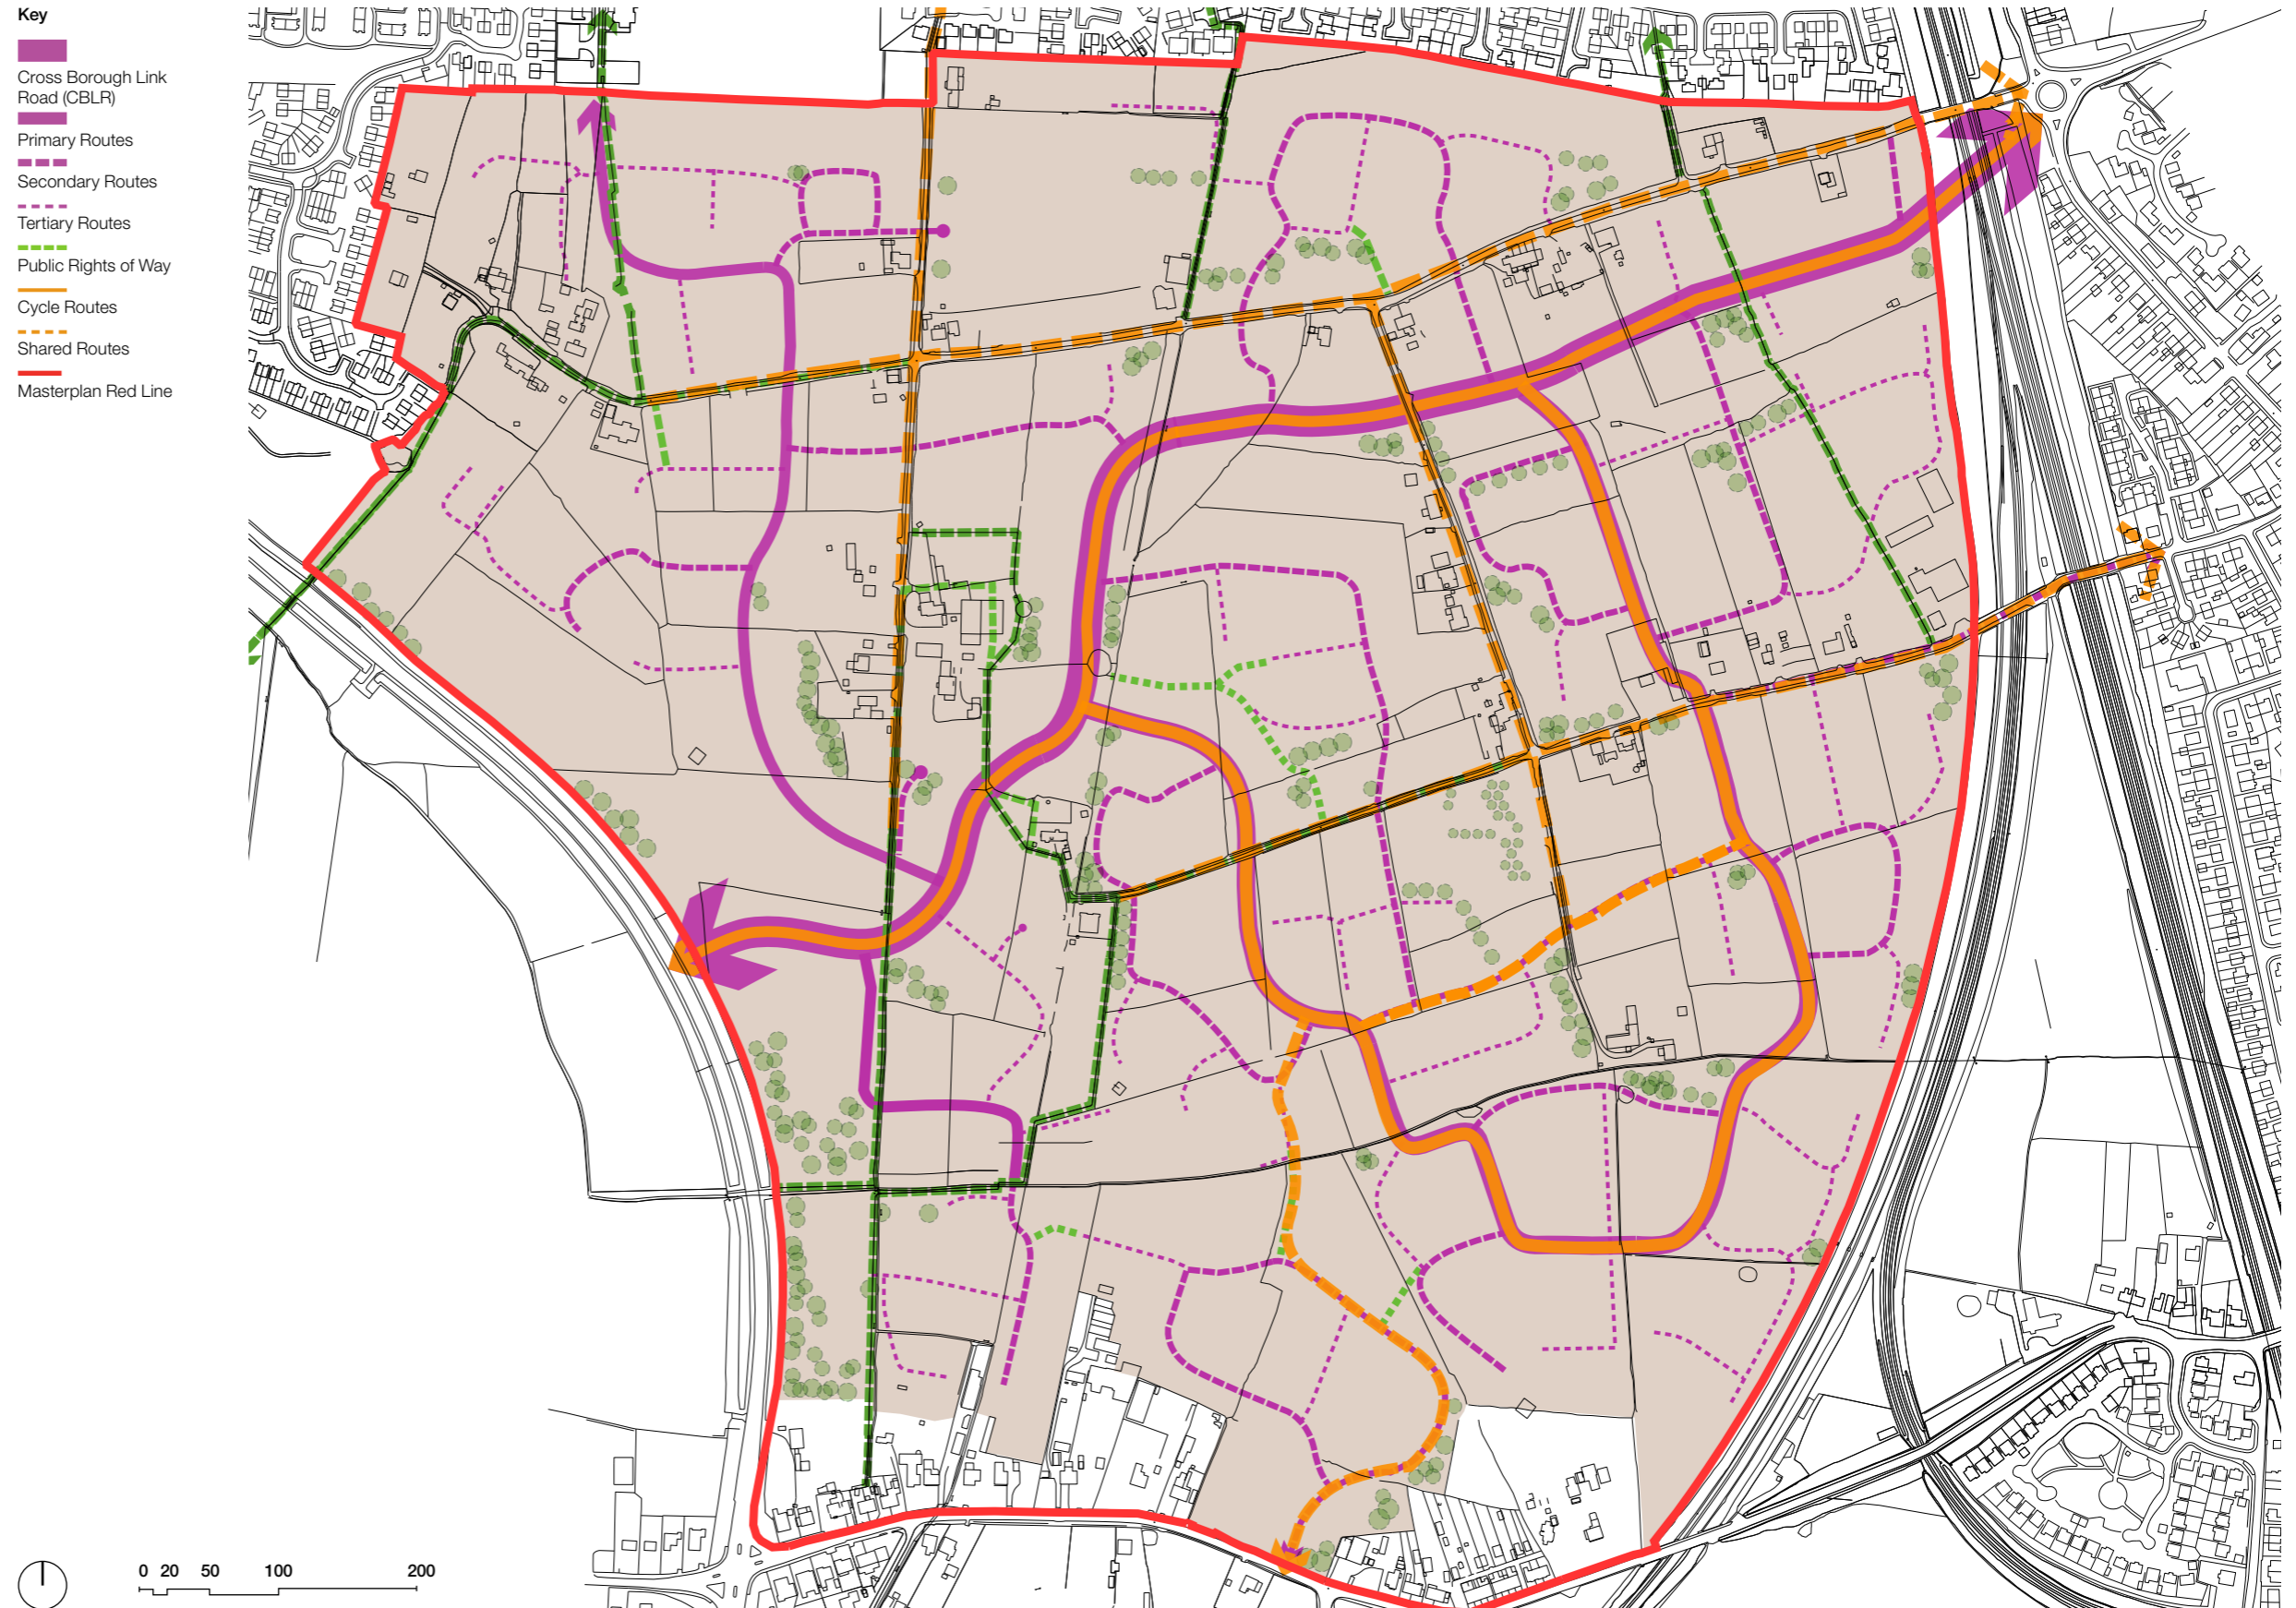 Key
Cross Borough Link
Road (CBLR)
Primary Routes
Secondary Routes
Tertiary Routes
Public Rights of Way
Cycle Routes
Shared Routes
Masterplan Red Line
0 20 50 100 200